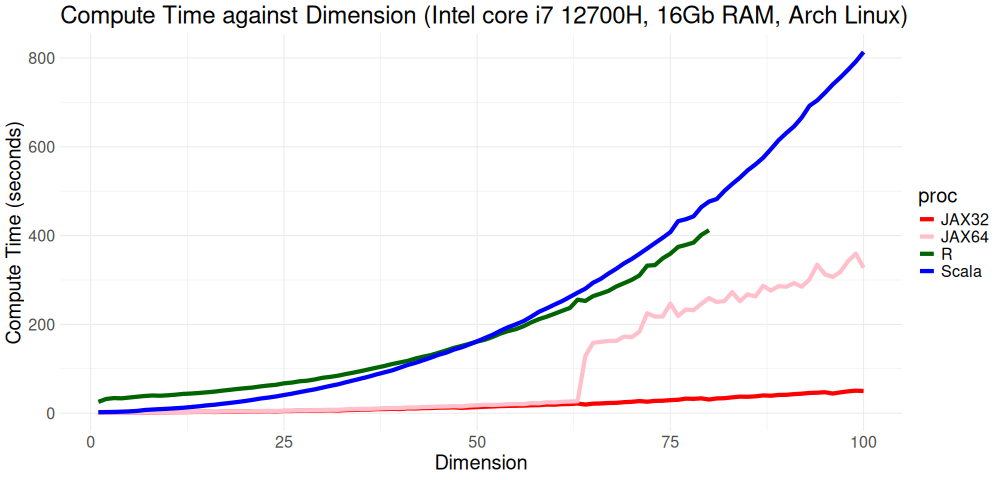 Compute Time against Dimension (Intel core i7 12700H, 16Gb RAM, Arch Linux)
Compute Time (seconds)
800
600
400
200
0
0 25 50 75 100
Dimension
proc
JAX32
JAX64
R
Scala